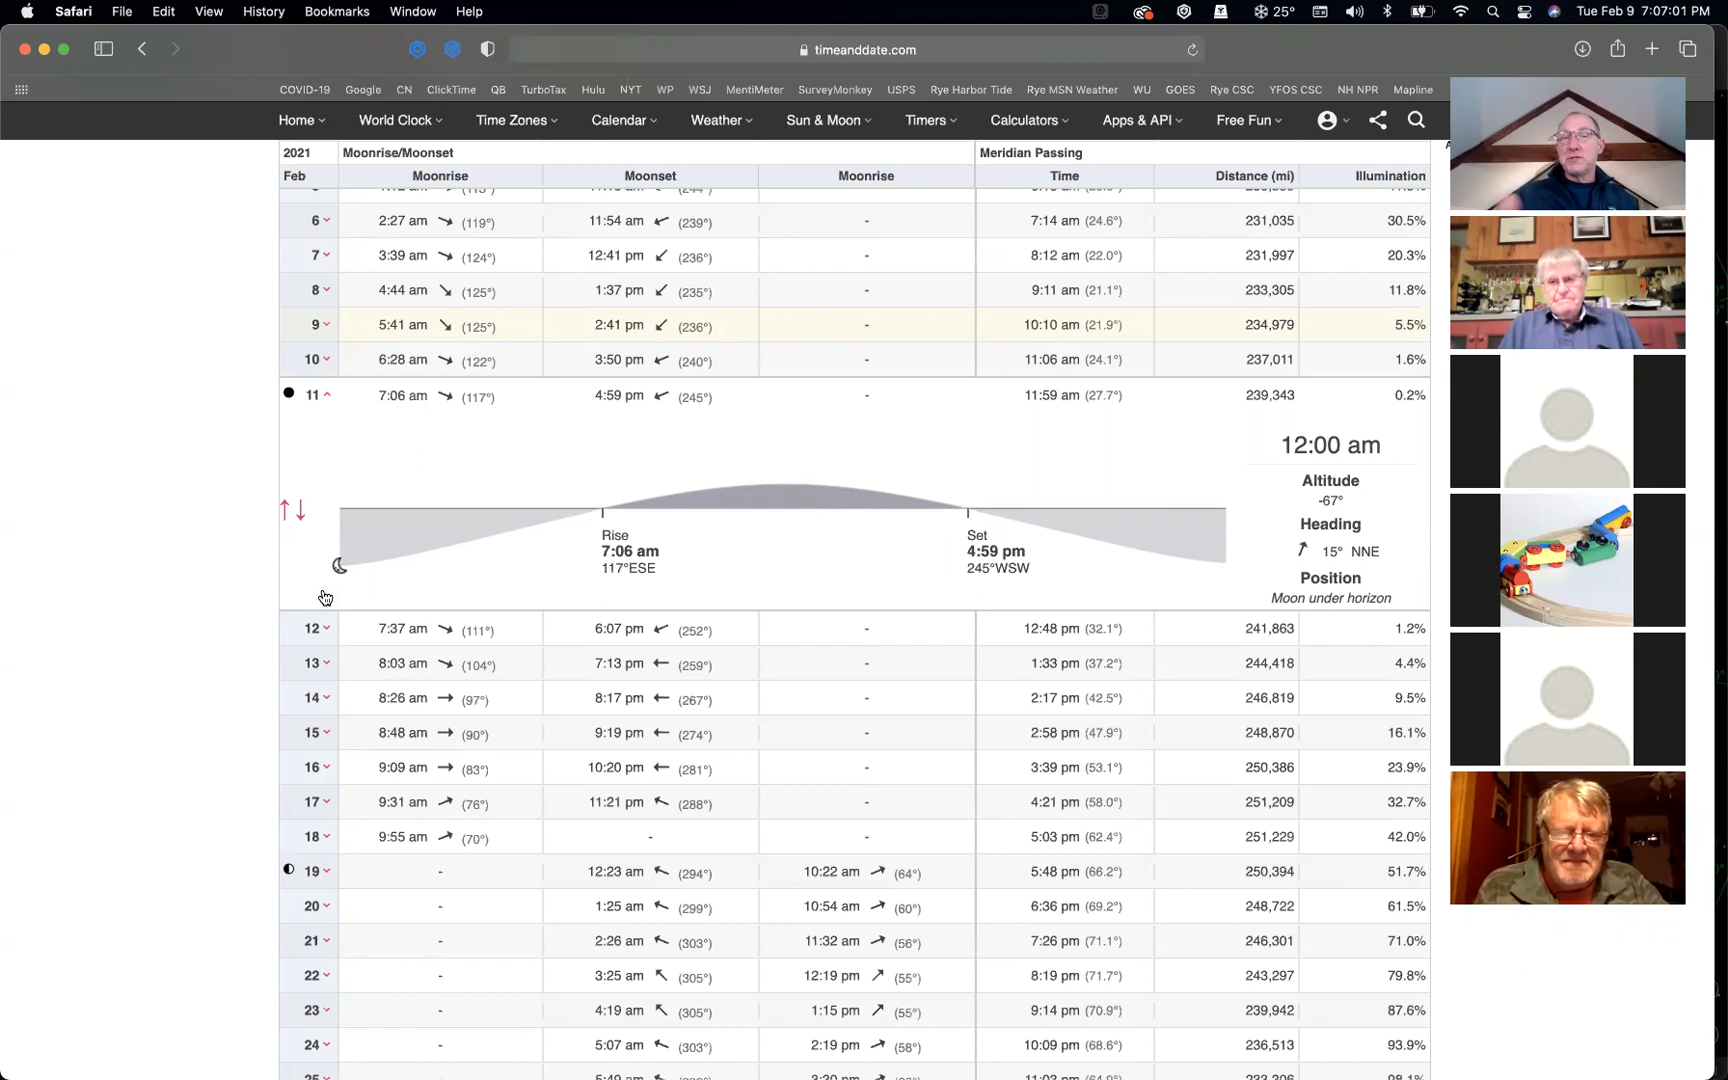 Safari File Edit View History Bookmarks Window Help 25° Tue Feb 9 7:07:01 PM
timeanddate.com
COVID-19 Google CN ClickTime QB TurboTax Hulu NYT WP WSJ MentiMeter SurveyMonkey USPS Rye Harbor Tide Rye MSN Weather WU GOES Rye CSC YFOS CSC NH NPR Mapline
Home World Clock Time Zones Calendar Weather Sun & Moon Timers Calculators Apps & API Free Fun
2021 Moonrise/Moonset Meridian Passing
Feb Moonrise Moonset Moonrise Time Distance (mi) Illumination
6 2:27 am (119°) 11:54 am (239°) - 7:14 am (24.6°) 231,035 30.5%
7 3:39 am (124°) 12:41 pm (236°) - 8:12 am (22.0°) 231,997 20.3%
8 4:44 am (125°) 1:37 pm (235°) - 9:11 am (21.1°) 233,305 11.8%
9 5:41 am (125°) 2:41 pm (236°) - 10:10 am (21.9°) 234,979 5.5%
10 6:28 am (122°) 3:50 pm (240°) - 11:06 am (24.1°) 237,011 1.6%
11 7:06 am (117°) 4:59 pm (245°) - 11:59 am (27.7°) 239,343 0.2%
12:00 am
Altitude
-67°
Heading
15° NNE
Position
Moon under horizon
Rise
7:06 am
117°ESE
Set
4:59 pm
245°WSW
12 7:37 am (111°) 6:07 pm (252°) - 12:48 pm (32.1°) 241,863 1.2%
13 8:03 am (104°) 7:13 pm (259°) - 1:33 pm (37.2°) 244,418 4.4%
14 8:26 am (97°) 8:17 pm (267°) - 2:17 pm (42.5°) 246,819 9.5%
15 8:48 am (90°) 9:19 pm (274°) - 2:58 pm (47.9°) 248,870 16.1%
16 9:09 am (83°) 10:20 pm (281°) - 3:39 pm (53.1°) 250,386 23.9%
17 9:31 am (76°) 11:21 pm (288°) - 4:21 pm (58.0°) 251,209 32.7%
18 9:55 am (70°) - - 5:03 pm (62.4°) 251,229 42.0%
19 - 12:23 am (294°) 10:22 am (64°) 5:48 pm (66.2°) 250,394 51.7%
20 - 1:25 am (299°) 10:54 am (60°) 6:36 pm (69.2°) 248,722 61.5%
21 - 2:26 am (303°) 11:32 am (56°) 7:26 pm (71.1°) 246,301 71.0%
22 - 3:25 am (305°) 12:19 pm (55°) 8:19 pm (71.7°) 243,297 79.8%
23 - 4:19 am (305°) 1:15 pm (55°) 9:14 pm (70.9°) 239,942 87.6%
24 - 5:07 am (303°) 2:19 pm (58°) 10:09 pm (68.6°) 236,513 93.9%